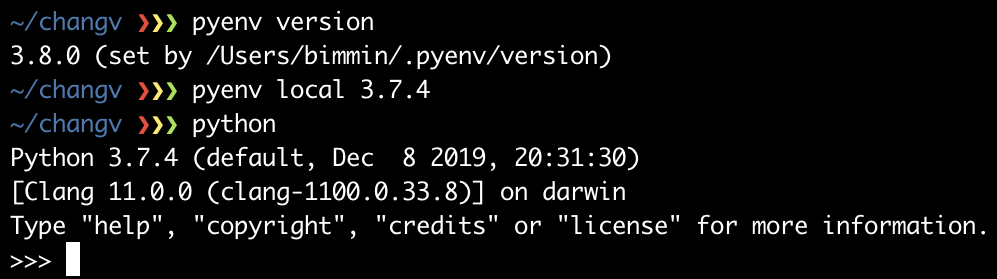 ~/changv ❯❯❯ pyenv version
3.8.0 (set by /Users/bimmin/.pyenv/version)
~/changv ❯❯❯ pyenv local 3.7.4
~/changv ❯❯❯ python
Python 3.7.4 (default, Dec  8 2019, 20:31:30)
[Clang 11.0.0 (clang-1100.0.33.8)] on darwin
Type "help", "copyright", "credits" or "license" for more information.
>>>